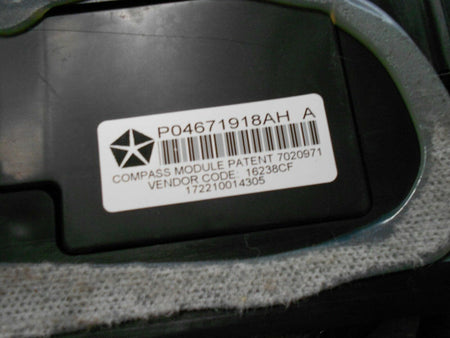 P04671918AH A
COMPASS MODULE PATENT 7020971
VENDOR CODE: 16238CF
172210014305